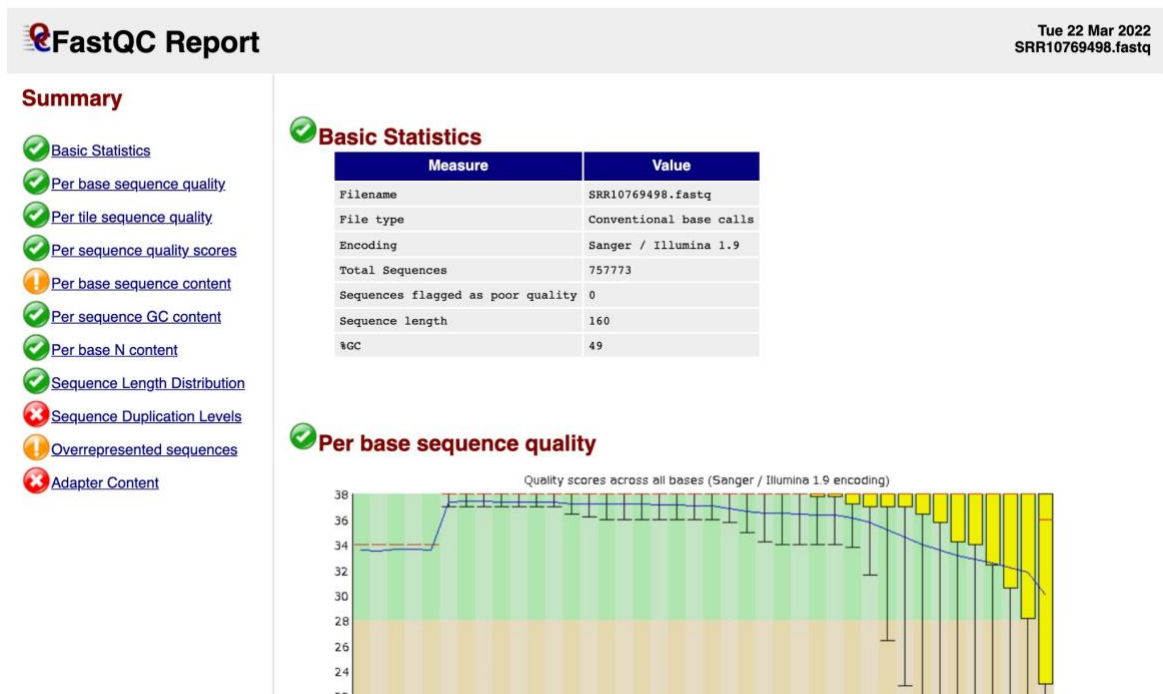 FastQC Report
Tue 22 Mar 2022
SRR10769498.fastq
Summary
Basic Statistics
Per base sequence quality
Per tile sequence quality
Per sequence quality scores
Per base sequence content
Per sequence GC content
Per base N content
Sequence Length Distribution
Sequence Duplication Levels
Overrepresented sequences
Adapter Content
Basic Statistics
Measure Value
Filename SRR10769498.fastq
File type Conventional base calls
Encoding Sanger / Illumina 1.9
Total Sequences 757773
Sequences flagged as poor quality 0
Sequence length 160
%GC 49
Per base sequence quality
Quality scores across all bases (Sanger / Illumina 1.9 encoding)
38
36
34
32
30
28
26
24